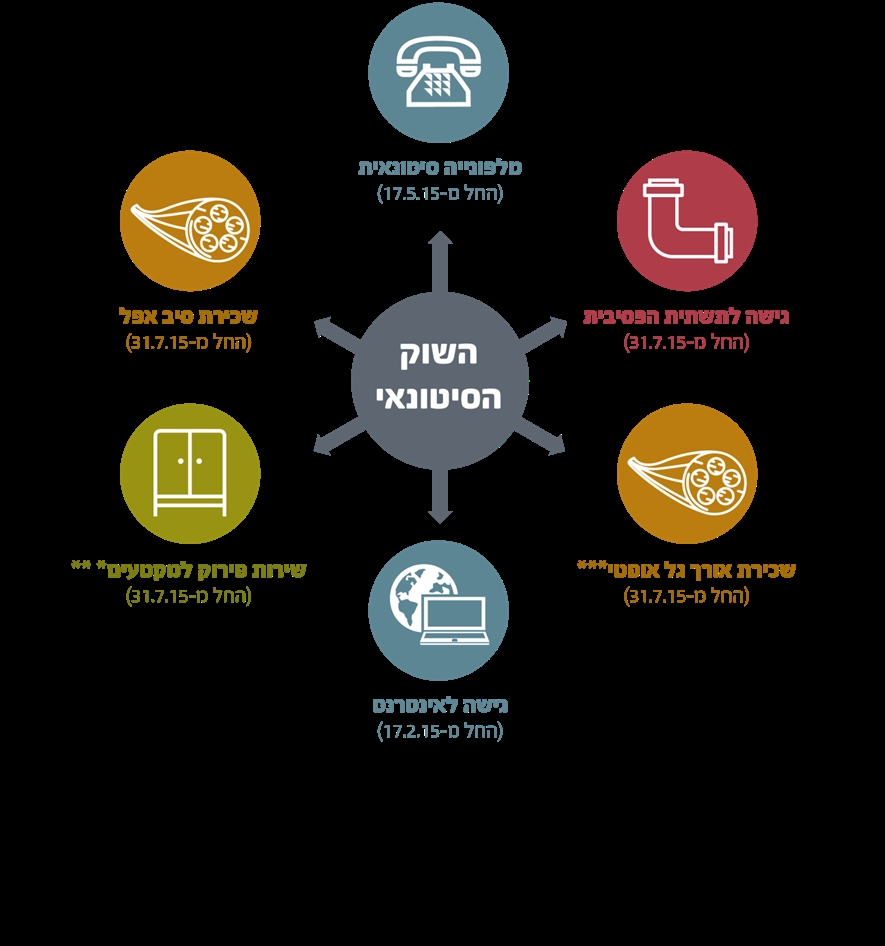 טלפונייה סיטונאית
(החל מ-17.5.15)
גישה לתשתית הפסיבית
(החל מ-31.7.15)
שכירת סיב אפל
(החל מ-31.7.15)
השוק
הסיטונאי
שכירת אורך גל אופטי***
(החל מ-31.7.15)
שירות פירוק למקטעים* **
(החל מ-31.7.15)
גישה לאינטרנט
(החל מ-17.2.15)